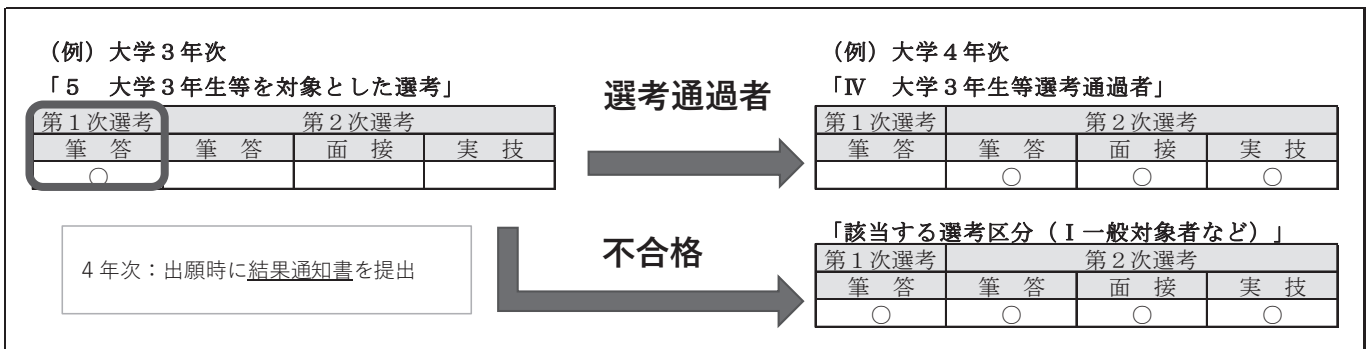 （例）大学３年次
「５　大学３年生等を対象とした選考」
第１次選考　第２次選考
筆　答　筆　答　面　接　実　技
○
選考通過者
（例）大学４年次
「Ⅳ　大学３年生等選考通過者」
第１次選考　第２次選考
筆　答　筆　答　面　接　実　技
○　○　○
４年次：出願時に結果通知書を提出
不合格
「該当する選考区分（Ⅰ一般対象者など）」
第１次選考　第２次選考
筆　答　筆　答　面　接　実　技
○　○　○　○